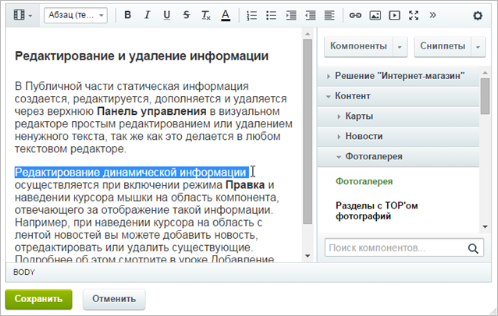 Абзац (те...
B I U S Tx A
Редактирование и удаление информации
В Публичной части статическая информация
создается, редактируется, дополняется и удаляется
через верхнюю Панель управления в визуальном
редакторе простым редактированием или удалением
ненужного текста, так же как это делается в любом
текстовом редакторе.
Редактирование динамической информации
осуществляется при включении режима Правка и
наведении курсора мышки на область компонента,
отвечающего за отображение такой информации.
Например, при наведении курсора на область с
лентой новостей вы можете добавить новость,
отредактировать или удалить существующие.
Подробнее об этом смотрите в уроке Добавление
BODY
Компоненты
Сниппеты
Решение "Интернет-магазин"
Контент
Карты
Новости
Фотогалерея
Фотогалерея
Разделы с TOP'ом
фотографий
Поиск компонентов...
Сохранить
Отменить